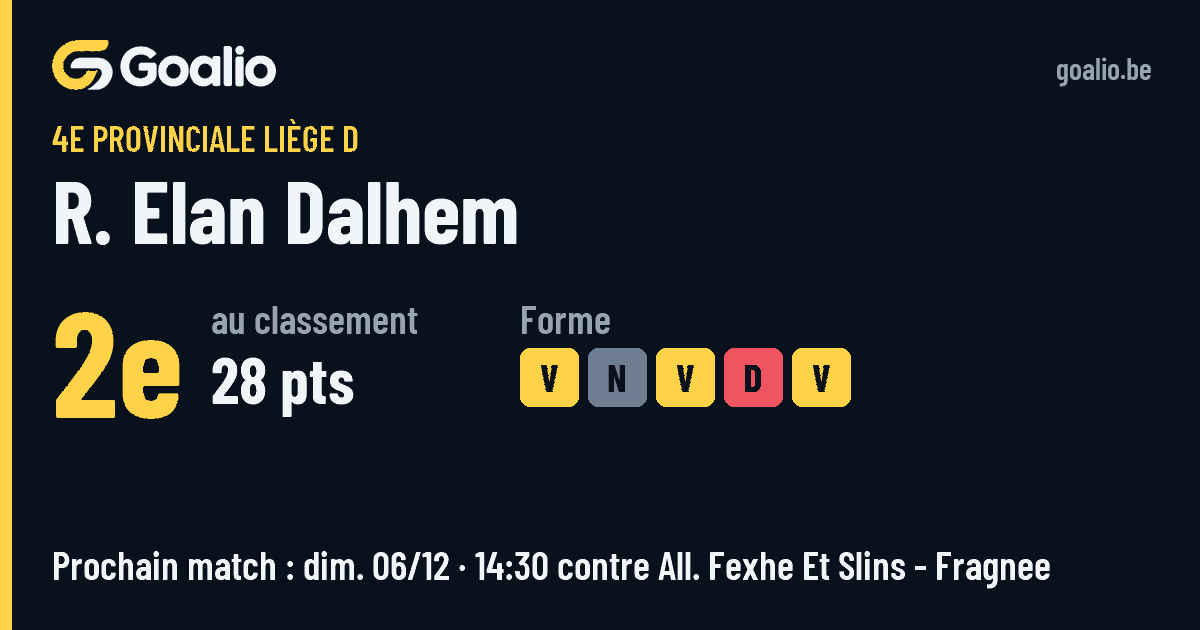 Goalio
goalio.be
4E PROVINCIALE LIÈGE D
R. Elan Dalhem
2e
au classement
28 pts
Forme
V N V D V
Prochain match : dim. 06/12 · 14:30 contre All. Fexhe Et Slins - Fragnee